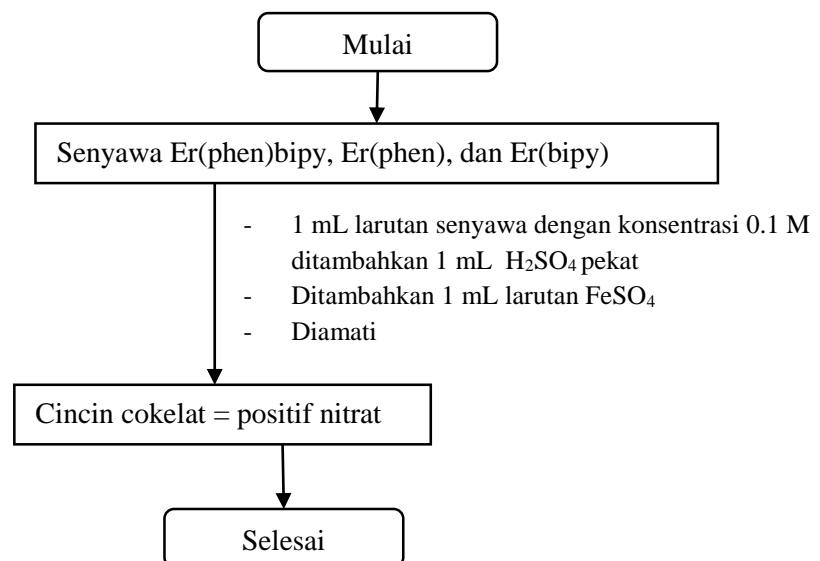 Mulai
Senyawa Er(phen)bipy, Er(phen), dan Er(bipy)
- 1 mL larutan senyawa dengan konsentrasi 0.1 M
ditambahkan 1 mL H₂SO₄ pekat
- Ditambahkan 1 mL larutan FeSO₄
- Diamati
Cincin cokelat = positif nitrat
Selesai